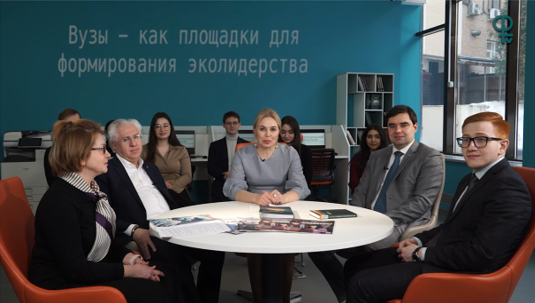 Вузы – как площадки для
формирования эколидерства